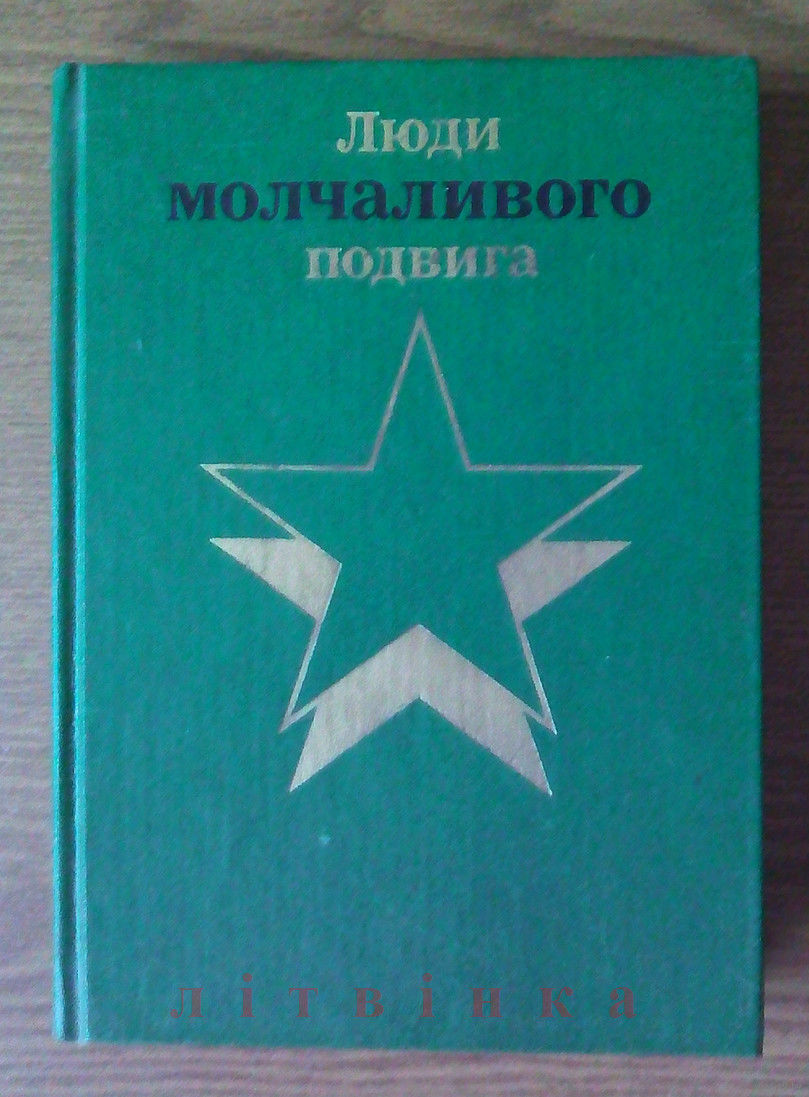 Люди
молчаливого
подвига
літвінка